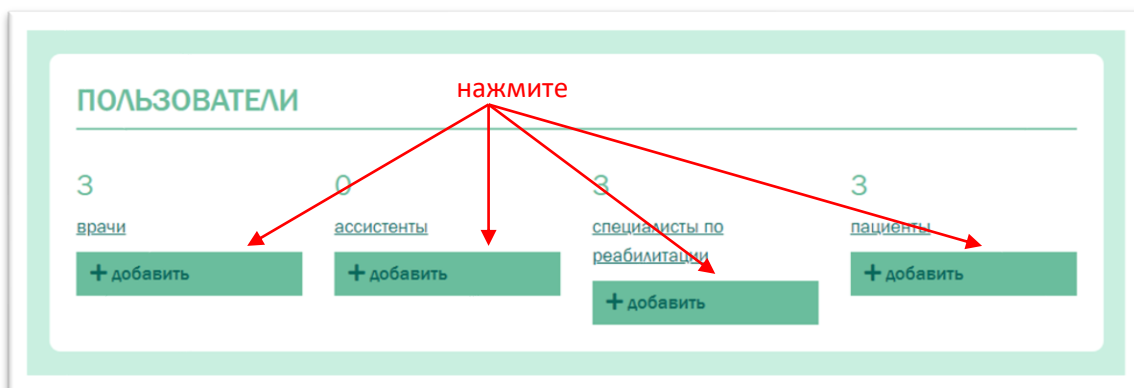 ПОЛЬЗОВАТЕЛИ
нажмите
3
врачи
+ добавить
0
ассистенты
+ добавить
3
специалисты по
реабилитации
+ добавить
3
пациенты
+ добавить